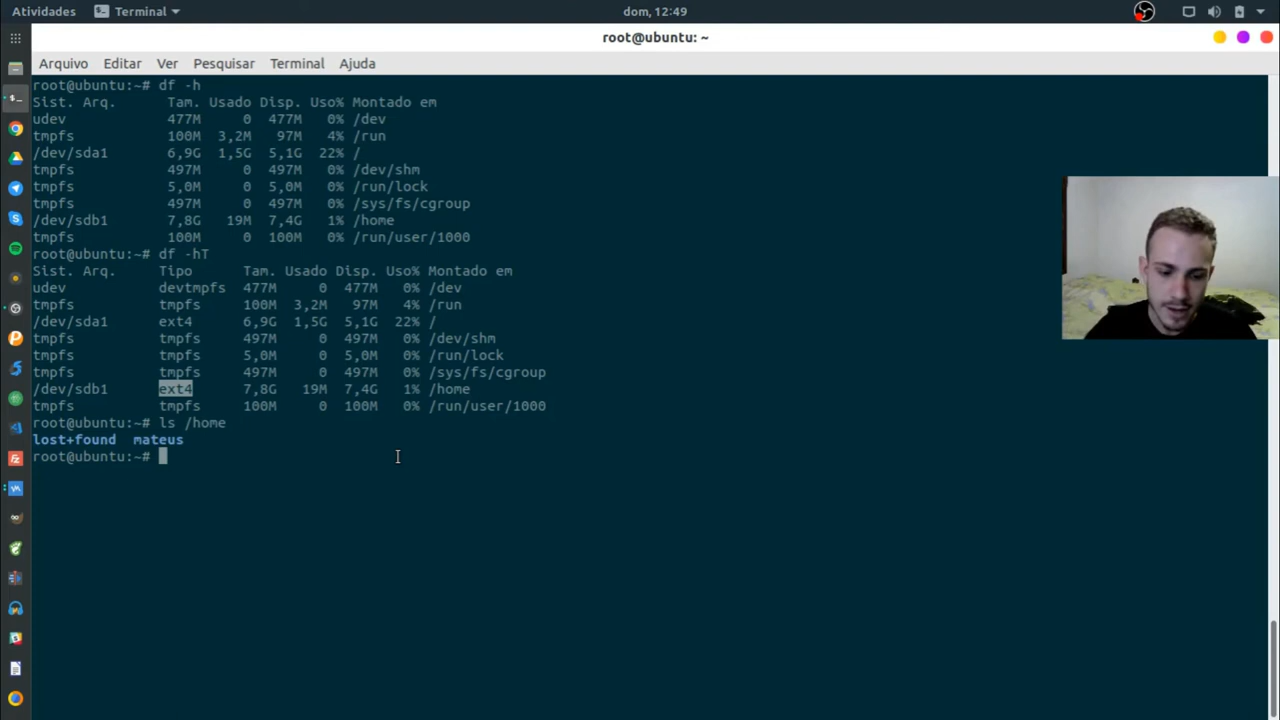 Atividades Terminal dom, 12:49
root@ubuntu: ~
Arquivo Editar Ver Pesquisar Terminal Ajuda
root@ubuntu:~# df -h
Sist. Arq. Tam. Usado Disp. Uso% Montado em
udev 477M 0 477M 0% /dev
tmpfs 100M 3,2M 97M 4% /run
/dev/sda1 6,9G 1,5G 5,1G 22% /
tmpfs 497M 0 497M 0% /dev/shm
tmpfs 5,0M 0 5,0M 0% /run/lock
tmpfs 497M 0 497M 0% /sys/fs/cgroup
/dev/sdb1 7,8G 19M 7,4G 1% /home
tmpfs 100M 0 100M 0% /run/user/1000
root@ubuntu:~# df -hT
Sist. Arq. Tipo Tam. Usado Disp. Uso% Montado em
udev devtmpfs 477M 0 477M 0% /dev
tmpfs tmpfs 100M 3,2M 97M 4% /run
/dev/sda1 ext4 6,9G 1,5G 5,1G 22% /
tmpfs tmpfs 497M 0 497M 0% /dev/shm
tmpfs tmpfs 5,0M 0 5,0M 0% /run/lock
tmpfs tmpfs 497M 0 497M 0% /sys/fs/cgroup
/dev/sdb1 ext4 7,8G 19M 7,4G 1% /home
tmpfs tmpfs 100M 0 100M 0% /run/user/1000
root@ubuntu:~# ls /home
lost+found mateus
root@ubuntu:~#